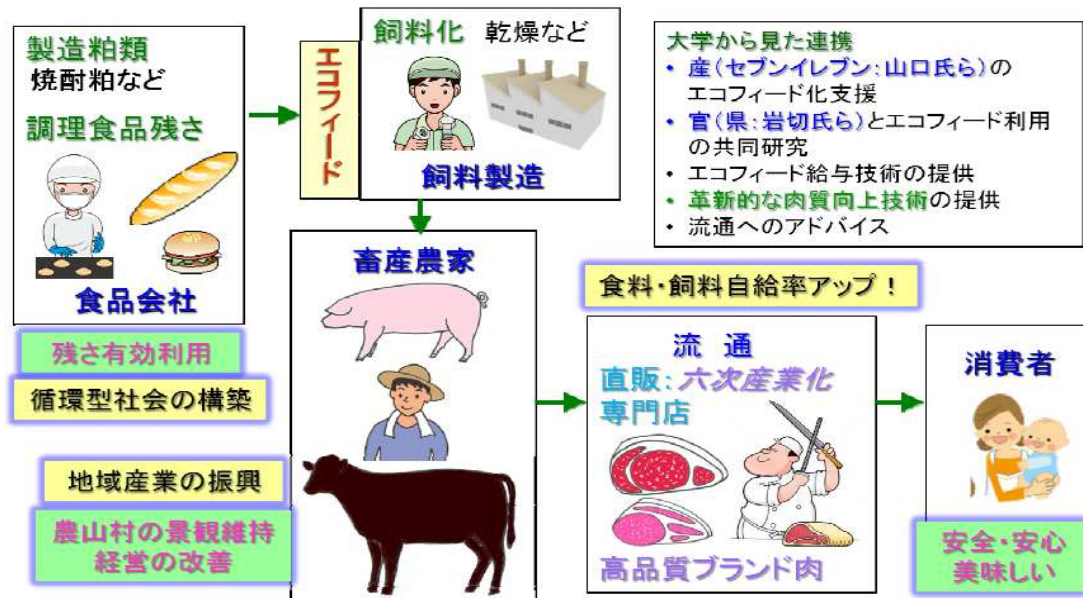 製造粕類
焼酎粕など
調理食品残さ
食品会社
残さ有効利用
循環型社会の構築
エコフィード
飼料化 乾燥など
飼料製造
大学から見た連携
• 産(セブンイレブン:山口氏ら)の
エコフィード化支援
• 官(県:岩切氏ら)とエコフィード利用
の共同研究
• エコフィード給与技術の提供
• 革新的な肉質向上技術の提供
• 流通へのアドバイス
畜産農家
地域産業の振興
農山村の景観維持
経営の改善
食料・飼料自給率アップ!
流 通
直販:六次産業化
専門店
高品質ブランド肉
消費者
安全・安心
美味しい